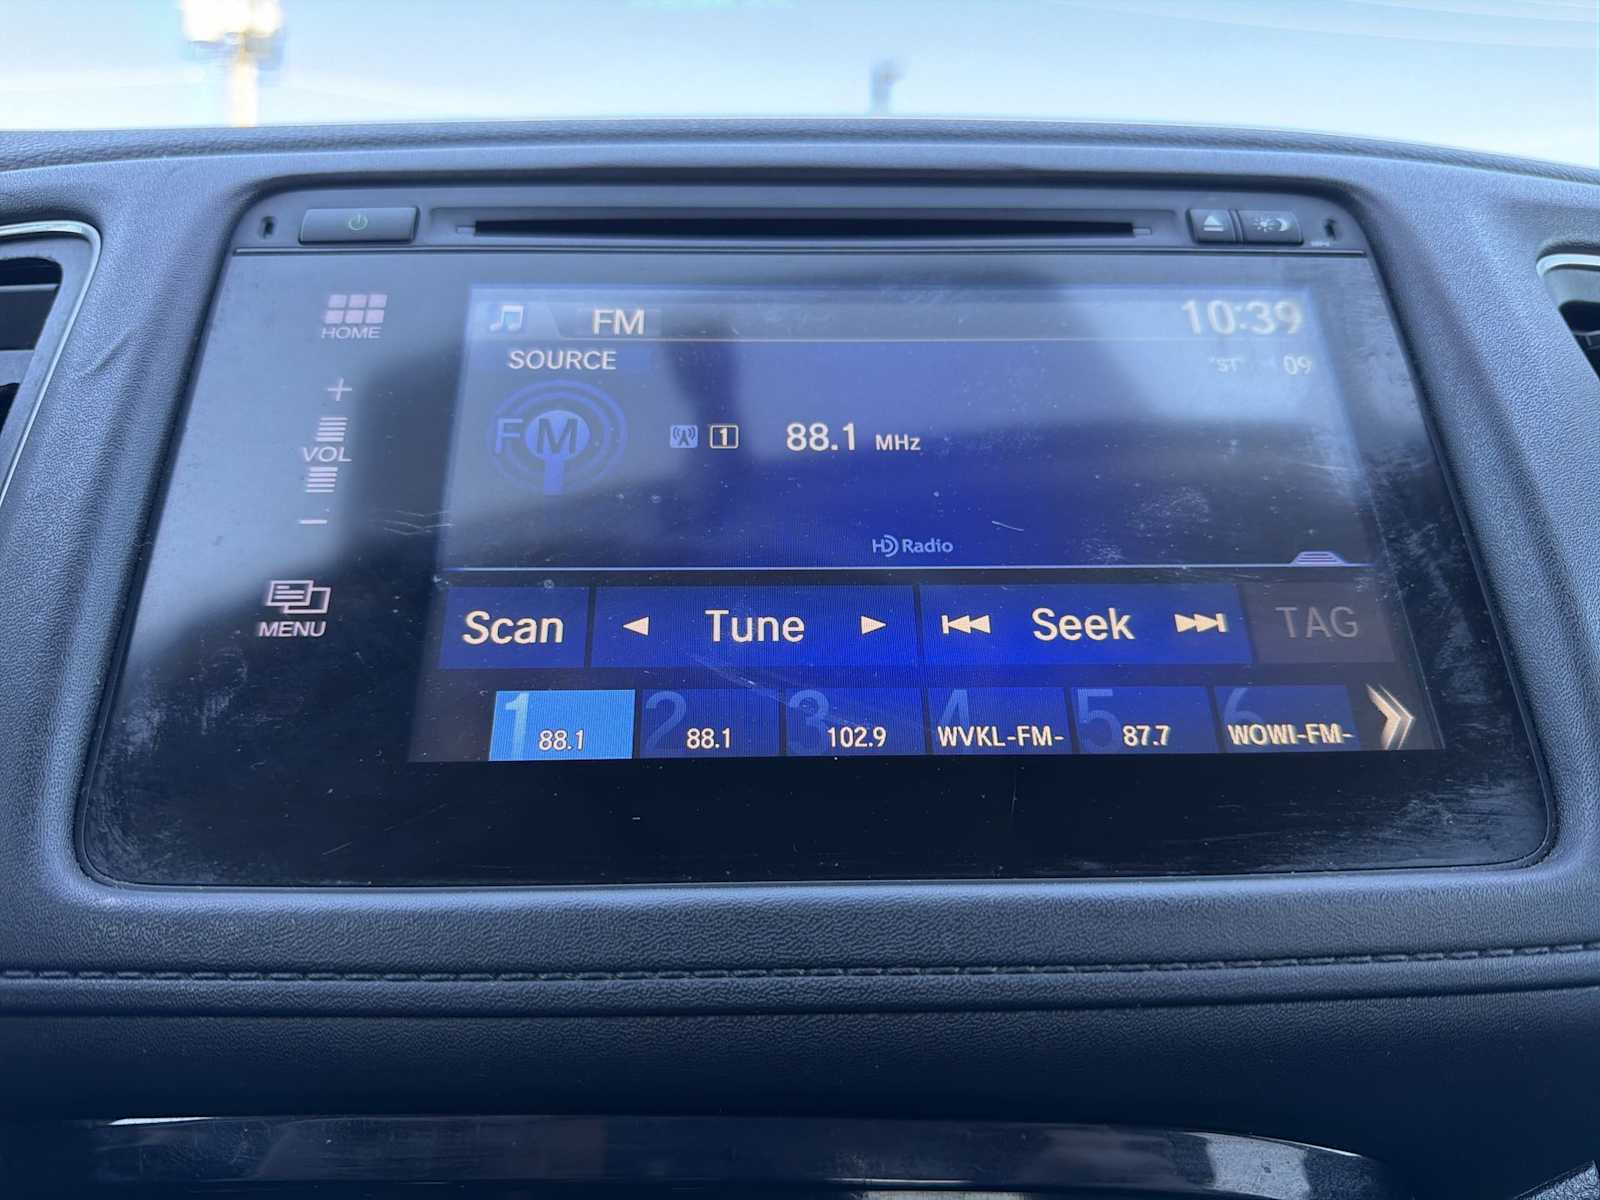 HOME
+
VOL
-
MENU
FM 10:39
SOURCE
"ST" 09
FM
1 88.1 MHz
HD Radio
Scan Tune Seek TAG
1 88.1
2 88.1
3 102.9
4 WVKL-FM-
5 87.7
6 WOWI-FM-